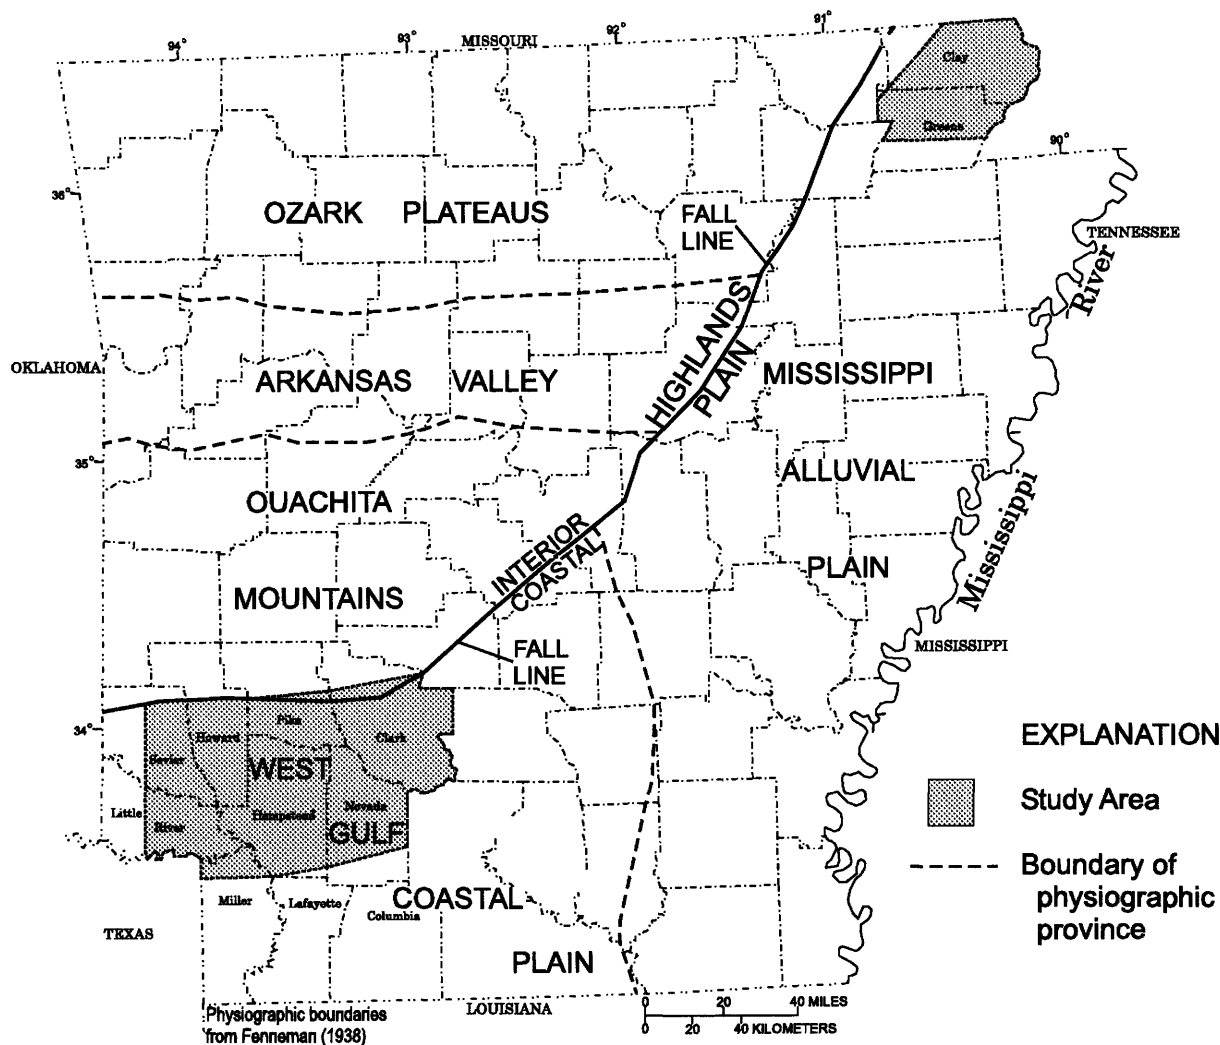 94°
93°
MISSOURI
92°
91°
Clay
Greene
90°
36°
OZARK PLATEAUS
FALL
LINE
TENNESSEE
River
HIGHLANDS
PLAIN
OKLAHOMA
ARKANSAS VALLEY
MISSISSIPPI
35°
ALLUVIAL
OUACHITA
Mississippi
INTERIOR
COASTAL
PLAIN
MOUNTAINS
FALL
LINE
MISSISSIPPI
34°
Pike
Howard
Clark
Sevier
WEST
EXPLANATION
Little
River
Hempstead
Nevada
GULF
Study Area
Boundary of
physiographic
province
Miller
Lafayette
Columbia
COASTAL
TEXAS
PLAIN
LOUISIANA
0 20 40 MILES
0 20 40 KILOMETERS
Physiographic boundaries
from Fenneman (1938)